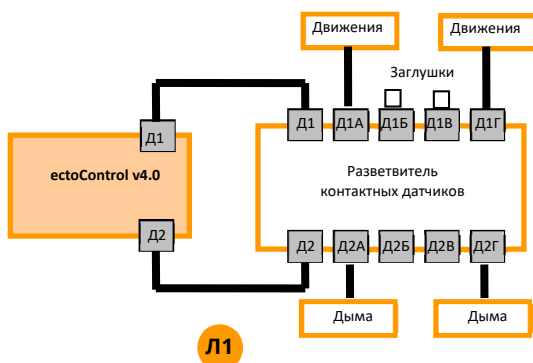 Движения
Движения
Заглушки
Д1
Д1
Д1А
Д1Б
Д1В
Д1Г
ectoControl v4.0
Разветвитель
контактных датчиков
Д2
Д2
Д2А
Д2Б
Д2В
Д2Г
Дыма
Дыма
Л1